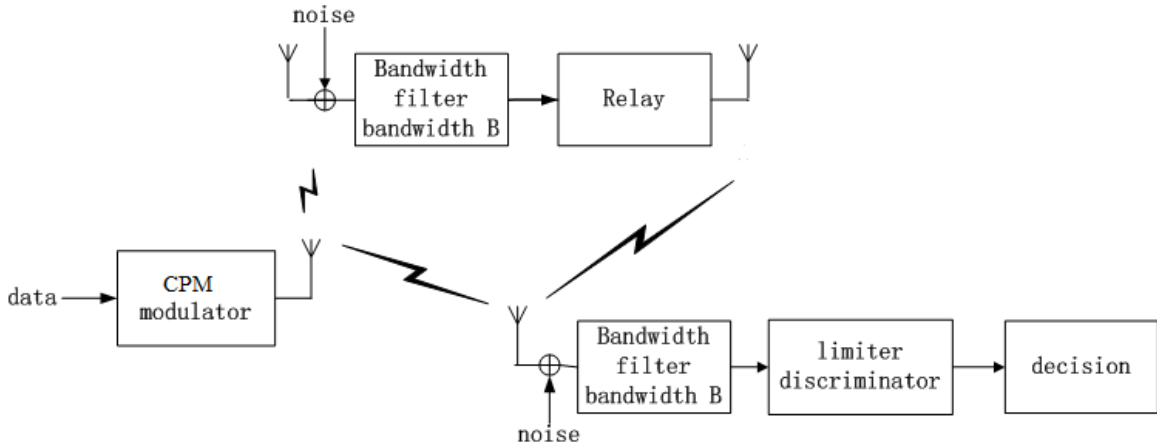 noise
Bandwidth
filter
bandwidth B
Relay
data
CPM
modulator
Bandwidth
filter
bandwidth B
limiter
discriminator
decision
noise